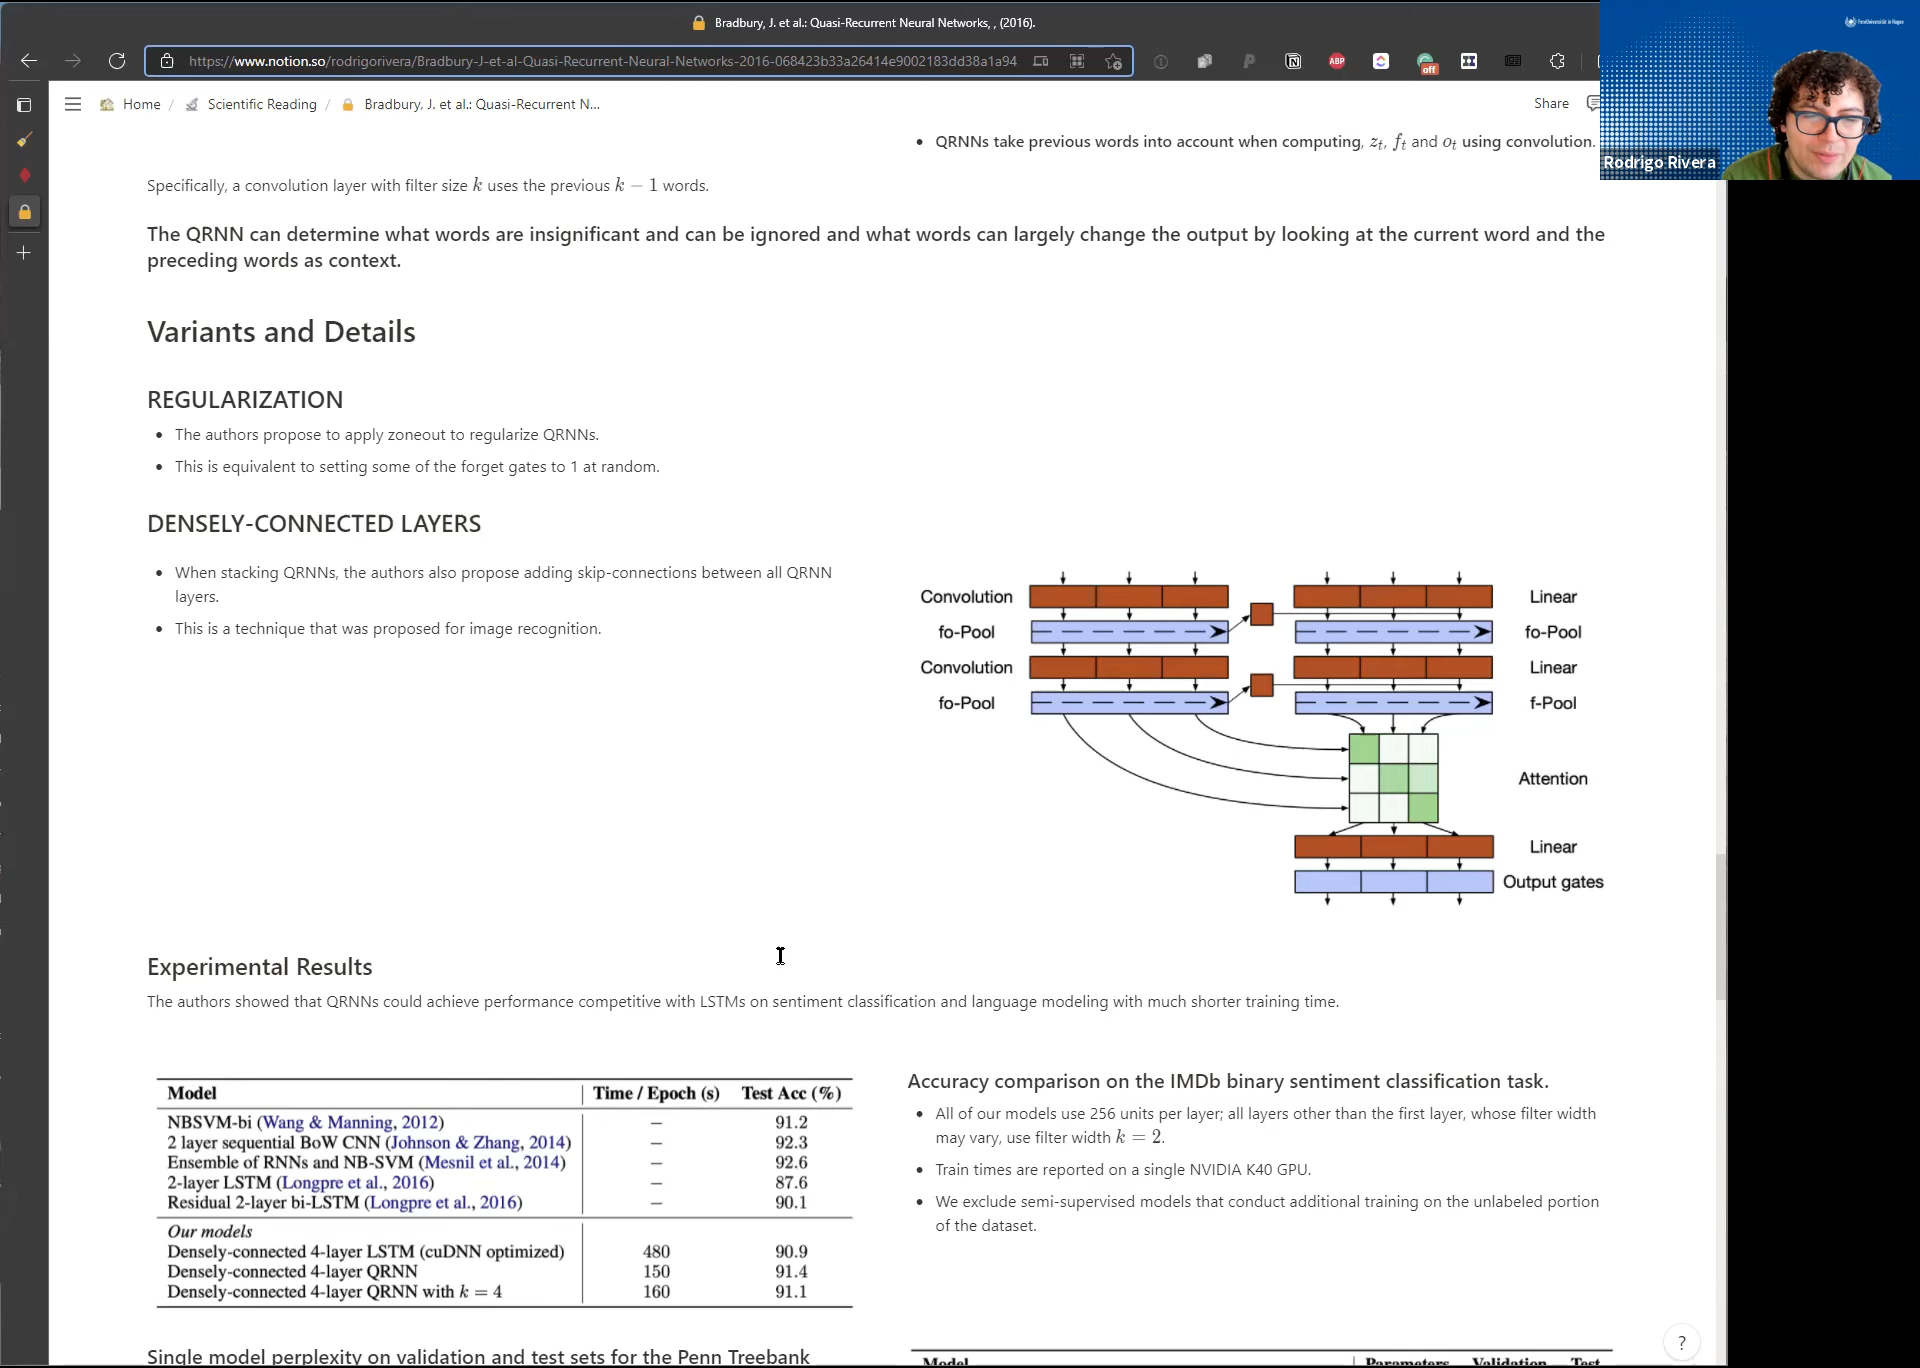 Bradbury, J. et al.: Quasi-Recurrent Neural Networks, , (2016).
https://www.notion.so/rodrigorivera/Bradbury-J-et-al-Quasi-Recurrent-Neural-Networks-2016-068423b33a26414e9002183dd38a1a94
ABP
off
FernUniversität in Hagen
Rodrigo Rivera
Home / Scientific Reading / Bradbury, J. et al.: Quasi-Recurrent N...
Share
• QRNNs take previous words into account when computing, z_t, f_t and o_t using convolution.
Specifically, a convolution layer with filter size k uses the previous k − 1 words.
The QRNN can determine what words are insignificant and can be ignored and what words can largely change the output by looking at the current word and the
preceding words as context.
Variants and Details
REGULARIZATION
• The authors propose to apply zoneout to regularize QRNNs.
• This is equivalent to setting some of the forget gates to 1 at random.
DENSELY-CONNECTED LAYERS
• When stacking QRNNs, the authors also propose adding skip-connections between all QRNN
layers.
• This is a technique that was proposed for image recognition.
Convolution Linear
fo-Pool fo-Pool
Convolution Linear
fo-Pool f-Pool
Attention
Linear
Output gates
Experimental Results
The authors showed that QRNNs could achieve performance competitive with LSTMs on sentiment classification and language modeling with much shorter training time.
Model Time / Epoch (s) Test Acc (%)
NBSVM-bi (Wang & Manning, 2012) – 91.2
2 layer sequential BoW CNN (Johnson & Zhang, 2014) – 92.3
Ensemble of RNNs and NB-SVM (Mesnil et al., 2014) – 92.6
2-layer LSTM (Longpre et al., 2016) – 87.6
Residual 2-layer bi-LSTM (Longpre et al., 2016) – 90.1
Our models
Densely-connected 4-layer LSTM (cuDNN optimized) 480 90.9
Densely-connected 4-layer QRNN 150 91.4
Densely-connected 4-layer QRNN with k = 4 160 91.1
Accuracy comparison on the IMDb binary sentiment classification task.
• All of our models use 256 units per layer; all layers other than the first layer, whose filter width
may vary, use filter width k = 2.
• Train times are reported on a single NVIDIA K40 GPU.
• We exclude semi-supervised models that conduct additional training on the unlabeled portion
of the dataset.
Single model perplexity on validation and test sets for the Penn Treebank
Model Parameters Validation Test
?